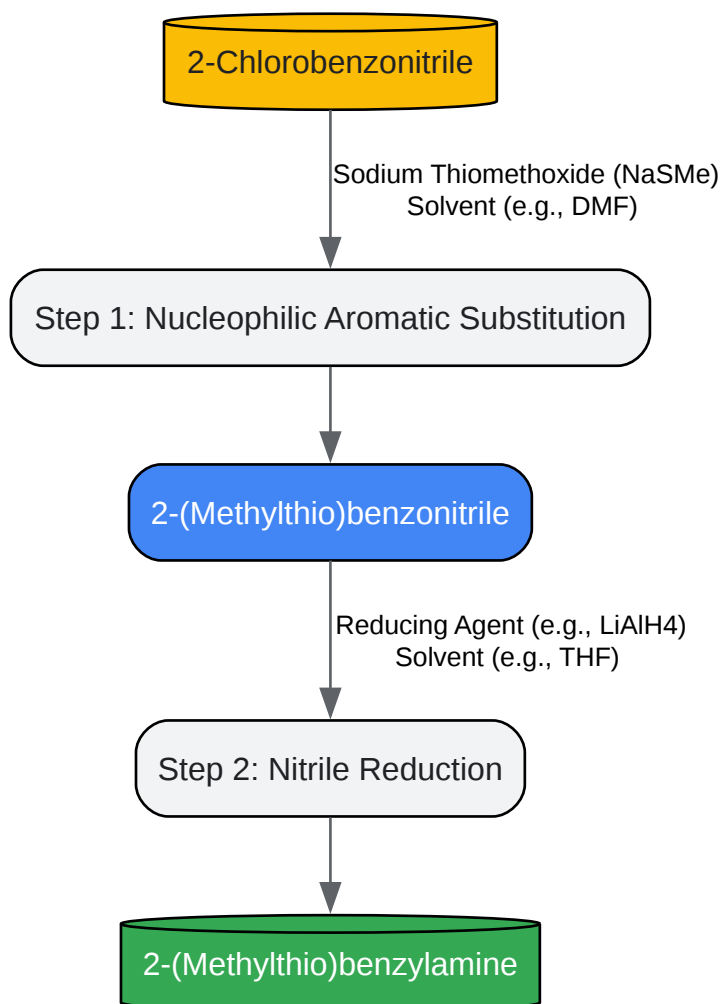 2-Chlorobenzonitrile
Sodium Thiomethoxide (NaSMe)
Solvent (e.g., DMF)
Step 1: Nucleophilic Aromatic Substitution
2-(Methylthio)benzonitrile
Reducing Agent (e.g., LiAlH4)
Solvent (e.g., THF)
Step 2: Nitrile Reduction
2-(Methylthio)benzylamine